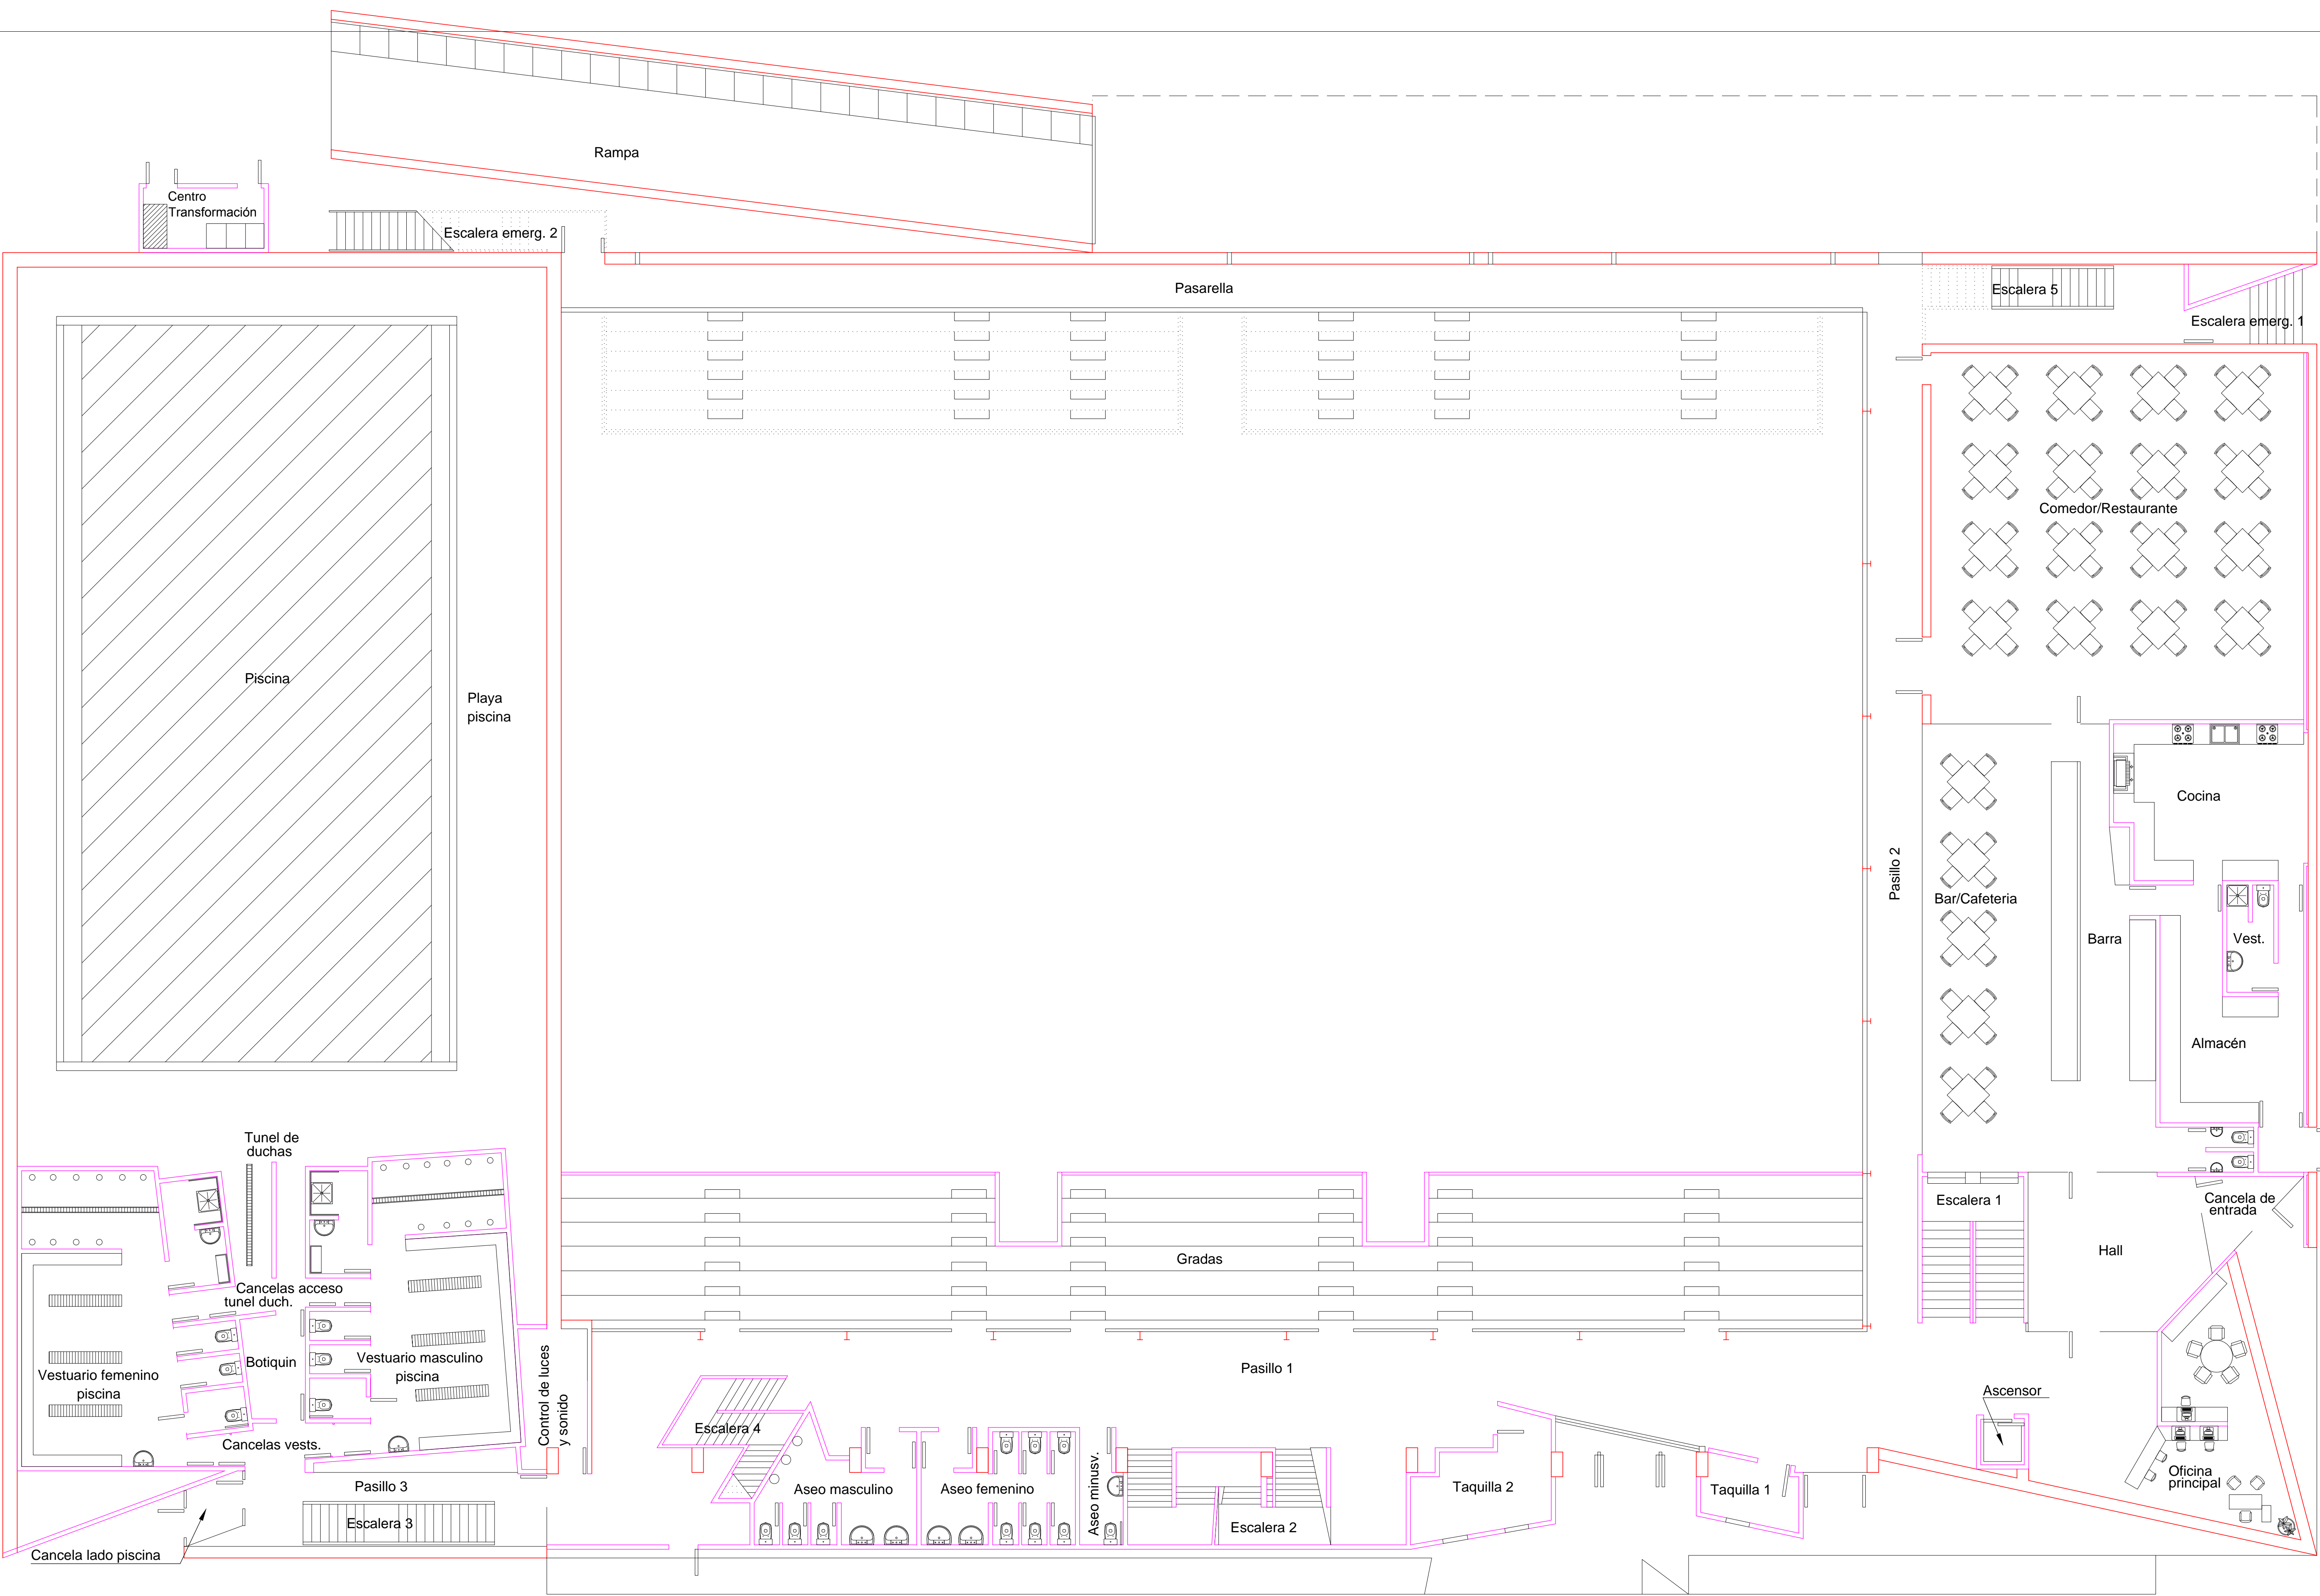 Rampa
Centro
Transformación
Escalera emerg. 2
Pasarella
Escalera 5
Escalera emerg. 1
Comedor/Restaurante
Piscina
Playa
piscina
Cocina
Pasillo 2
Bar/Cafeteria
Barra
Vest.
Almacén
Tunel de
duchas
Escalera 1
Cancela de
entrada
Hall
Gradas
Cancelas acceso
tunel duch.
Botiquin
Vestuario masculino
piscina
Vestuario femenino
piscina
Control de luces
y sonido
Pasillo 1
Ascensor
Escalera 4
Cancelas vests.
Pasillo 3
Aseo masculino
Aseo femenino
Aseo minusv.
Taquilla 2
Taquilla 1
Oficina
principal
Escalera 3
Escalera 2
Cancela lado piscina